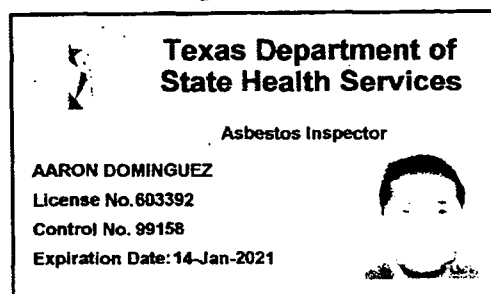 Texas Department of
State Health Services
Asbestos Inspector
AARON DOMINGUEZ
License No.603392
Control No. 99158
Expiration Date:14-Jan-2021